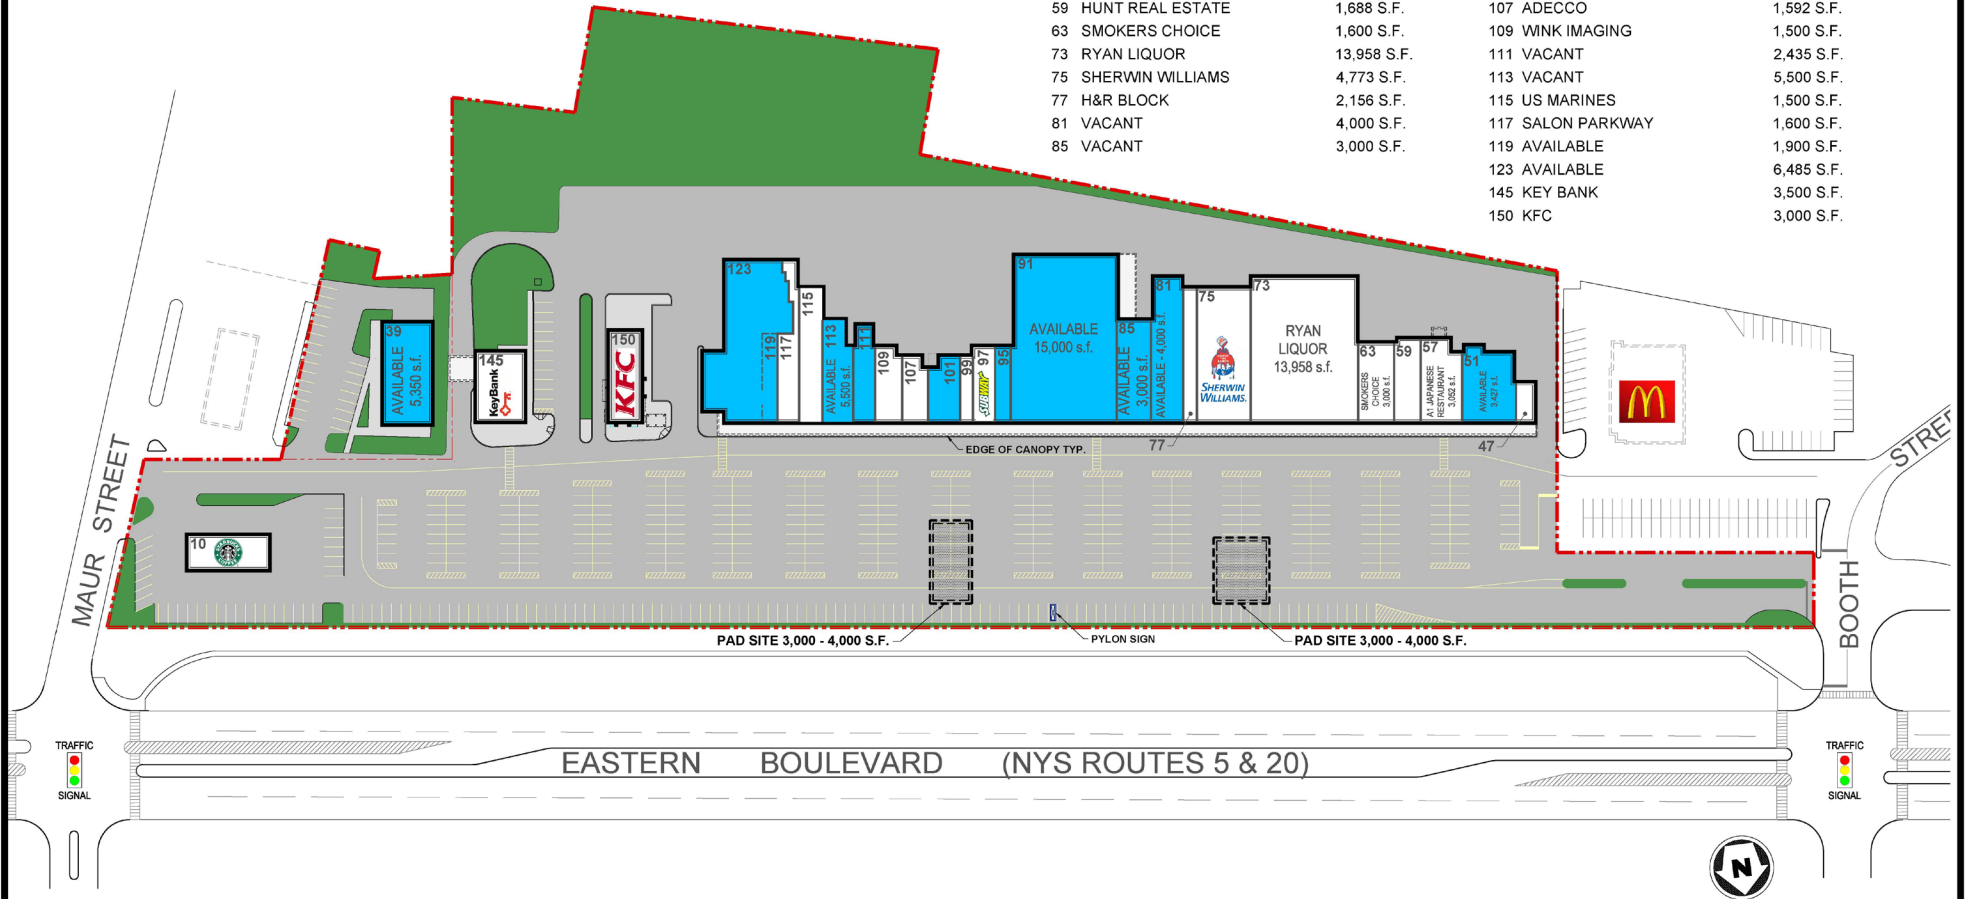 59 HUNT REAL ESTATE 1,688 S.F.
63 SMOKERS CHOICE 1,600 S.F.
73 RYAN LIQUOR 13,958 S.F.
75 SHERWIN WILLIAMS 4,773 S.F.
77 H&R BLOCK 2,156 S.F.
81 VACANT 4,000 S.F.
85 VACANT 3,000 S.F.
107 ADECCO 1,592 S.F.
109 WINK IMAGING 1,500 S.F.
111 VACANT 2,435 S.F.
113 VACANT 5,500 S.F.
115 US MARINES 1,500 S.F.
117 SALON PARKWAY 1,600 S.F.
119 AVAILABLE 1,900 S.F.
123 AVAILABLE 6,485 S.F.
145 KEY BANK 3,500 S.F.
150 KFC 3,000 S.F.
39
AVAILABLE
5,350 s.f.
145
KeyBank
150
KFC
123
119
117
115
AVAILABLE
5,500 s.f.
113
111
109
107
101
99
97
SUBWAY
95
91
AVAILABLE
15,000 s.f.
85
AVAILABLE
3,000 s.f.
81
AVAILABLE - 4,000 s.f.
77
75
SHERWIN
WILLIAMS.
73
RYAN
LIQUOR
13,958 s.f.
63
SMOKERS
CHOICE
3,000 s.f.
59
57
A1 JAPANESE
RESTAURANT
3,052 s.f.
51
AVAILABLE
3,427 s.f.
47
EDGE OF CANOPY TYP.
10
MAUR STREET
BOOTH
STREE
PAD SITE 3,000 - 4,000 S.F.
PYLON SIGN
PAD SITE 3,000 - 4,000 S.F.
EASTERN BOULEVARD (NYS ROUTES 5 & 20)
TRAFFIC
SIGNAL
TRAFFIC
SIGNAL
N